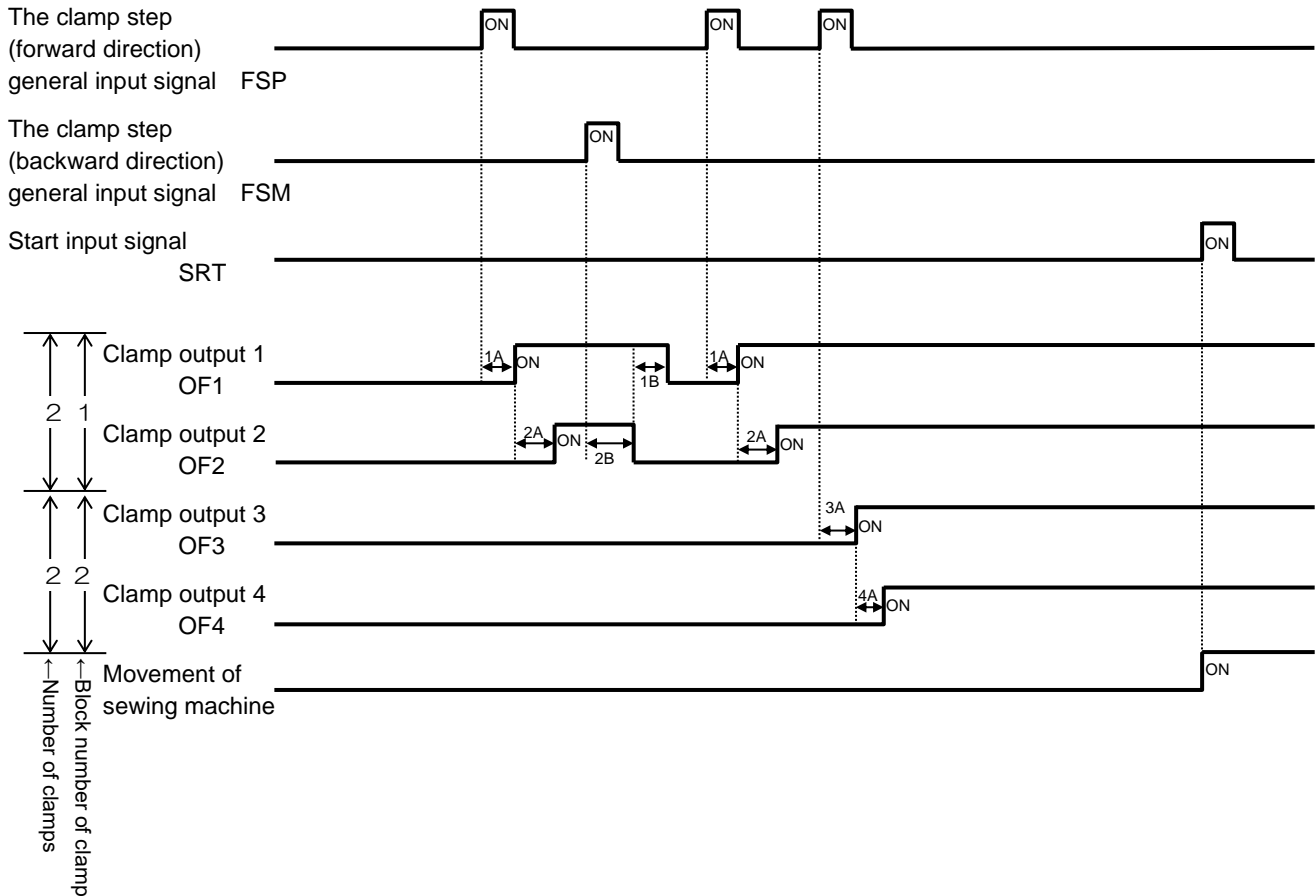 The clamp step
(forward direction)
general input signal FSP
ON
ON
ON
The clamp step
(backward direction)
general input signal FSM
ON
Start input signal
SRT
ON
2
1
Clamp output 1
OF1
1A
ON
1B
1A
ON
Clamp output 2
OF2
2A
ON
2B
2A
ON
2
2
Clamp output 3
OF3
3A
ON
Clamp output 4
OF4
4A
ON
Movement of
sewing machine
ON
←Number of clamps
←Block number of clamp